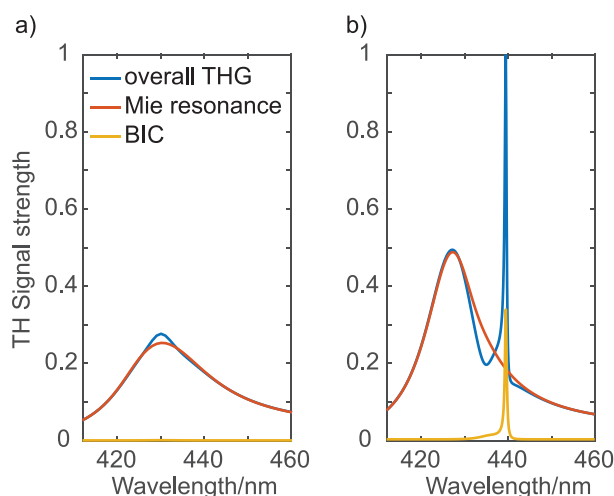 a)
b)
TH Signal strength
1
0.8
0.6
0.4
0.2
0
overall THG
Mie resonance
BIC
420 440 460
Wavelength/nm
1
0.8
0.6
0.4
0.2
0
420 440 460
Wavelength/nm